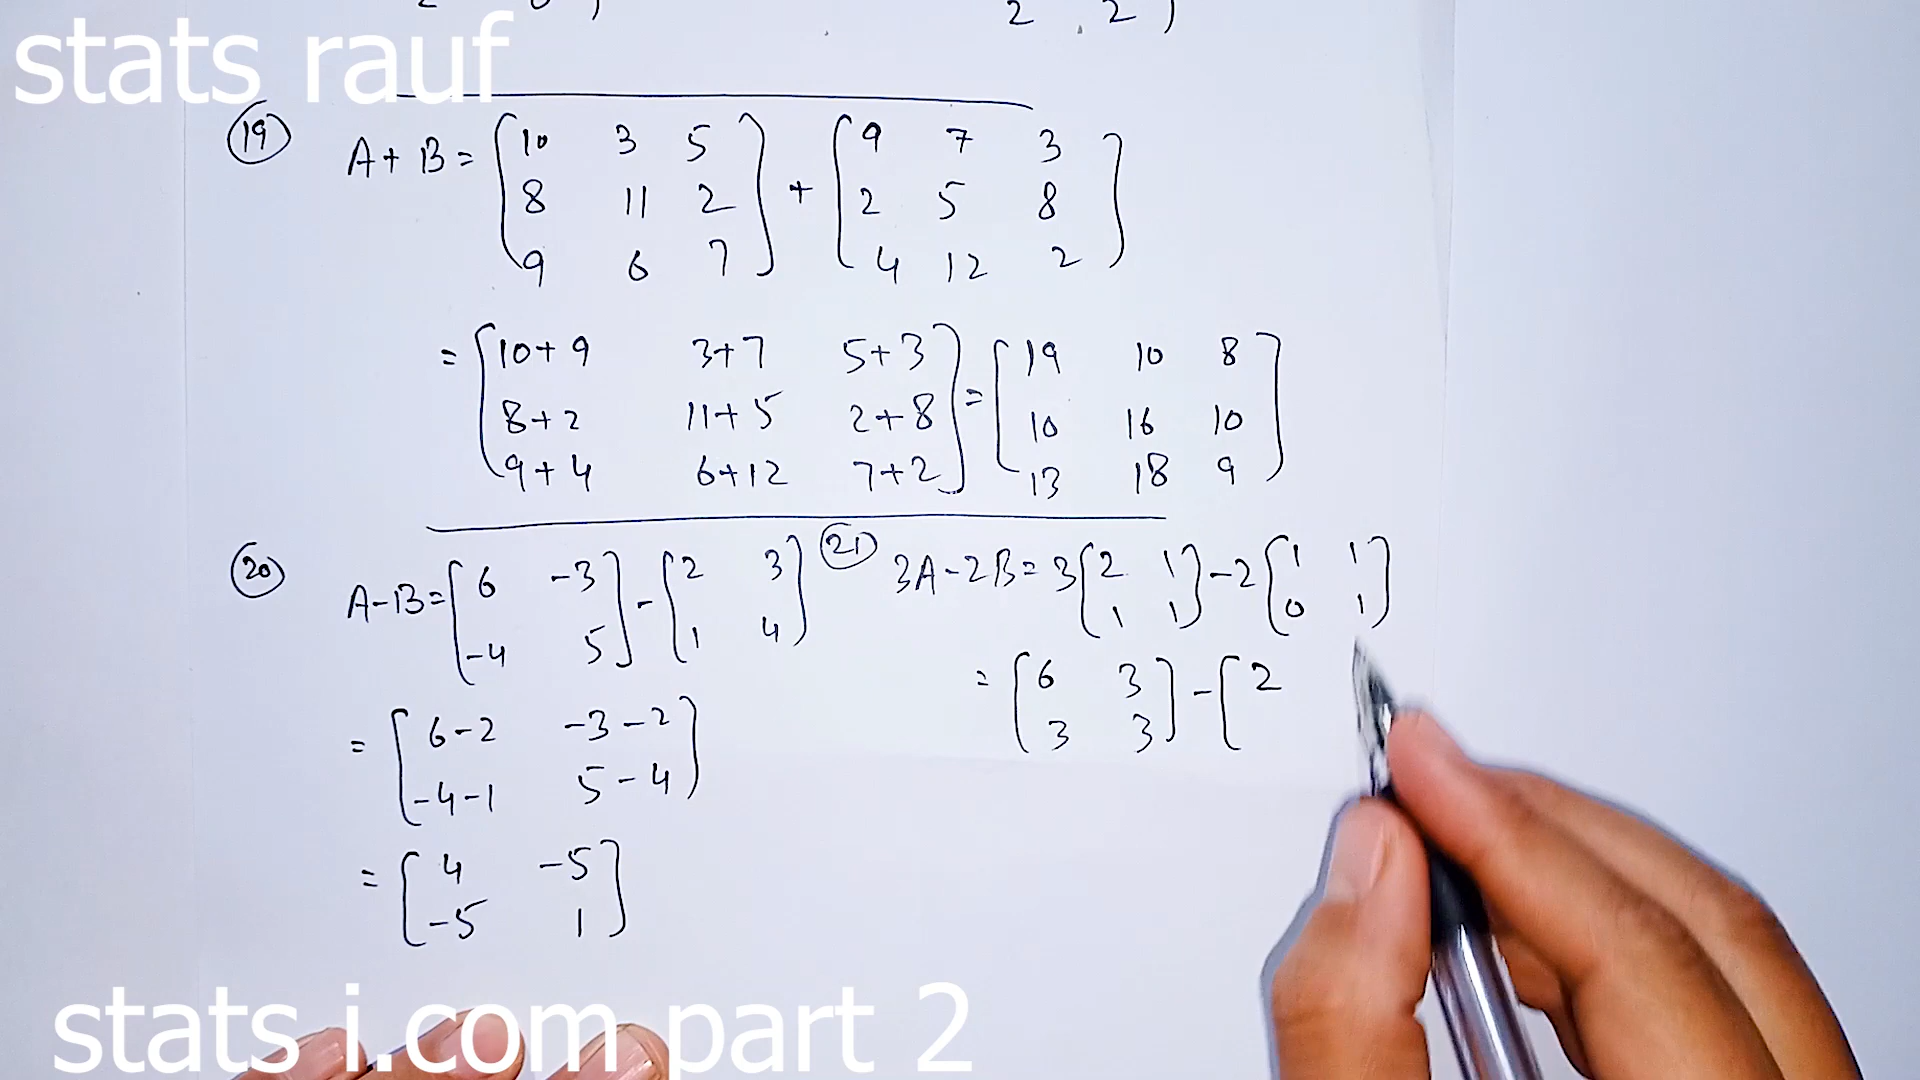 2 , 2 )
stats rauf
(19) A+B = [10 3 5] + [9 7 3]
[8 11 2] [2 5 8]
[9 6 7] [4 12 2]
= [10+9 3+7 5+3] = [19 10 8]
[8+2 11+5 2+8] [10 16 10]
[9+4 6+12 7+2] [13 18 9]
(20) A-B = [6 -3] - [2 3]
[-4 5] [1 4]
= [6-2 -3-2]
[-4-1 5-4]
= [4 -5]
[-5 1]
(21) 3A-2B = 3[2 1] -2[1 1]
[1 1] [0 1]
= [6 3] - [2
[3 3]
stats i.com part 2